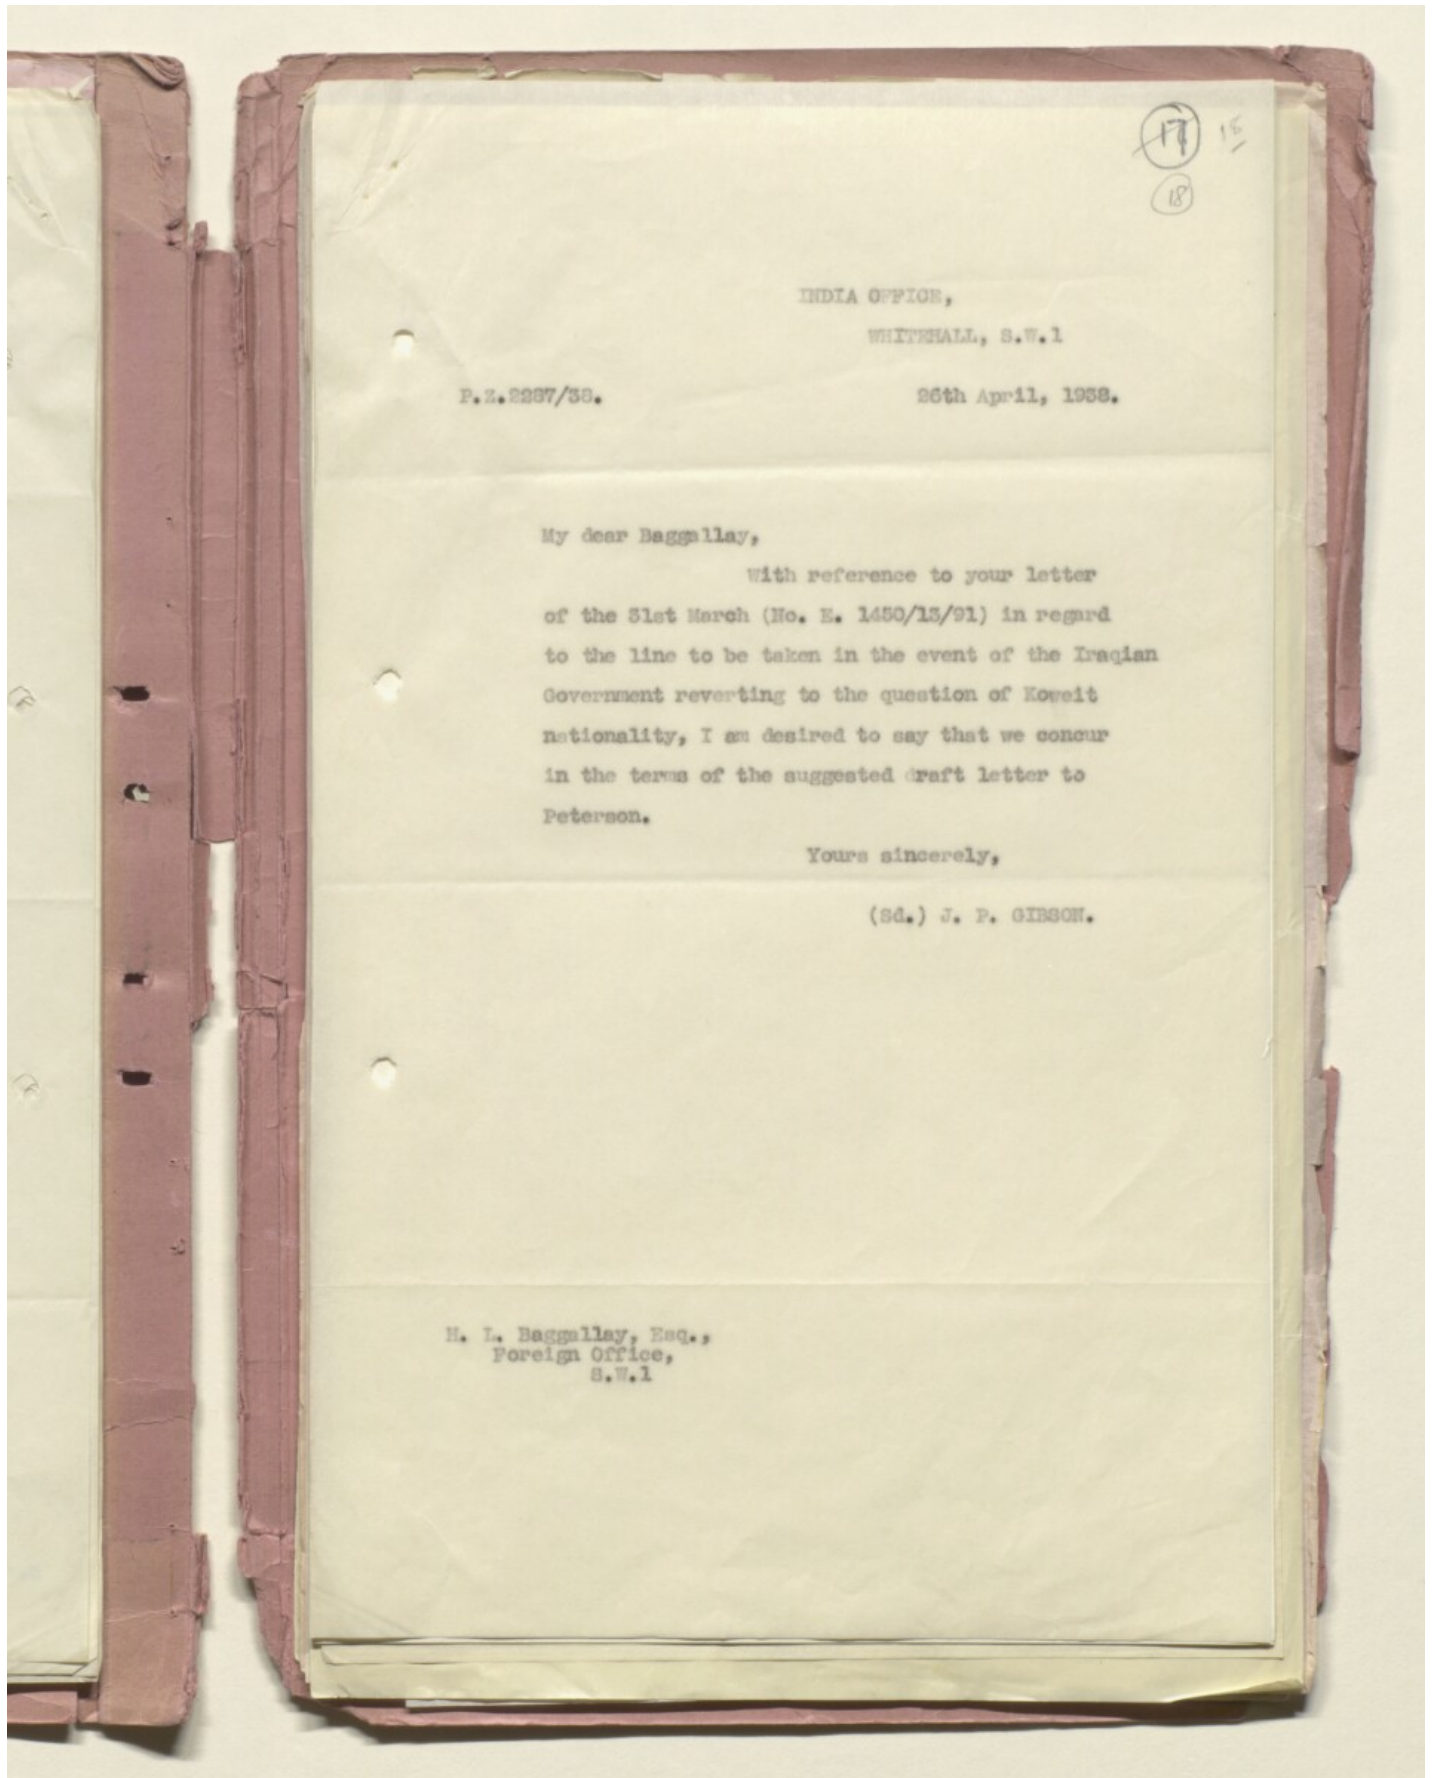 17 18
18
INDIA OFFICE,
WHITEHALL, S.W.1
P.Z.2287/38. 26th April, 1938.
My dear Baggallay,
With reference to your letter
of the 31st March (No. E. 1450/13/91) in regard
to the line to be taken in the event of the Iraqian
Government reverting to the question of Koweit
nationality, I am desired to say that we concur
in the terms of the suggested draft letter to
Peterson.
Yours sincerely,
(Sd.) J. P. GIBSON.
H. L. Baggallay, Esq.,
Foreign Office,
S.W.1